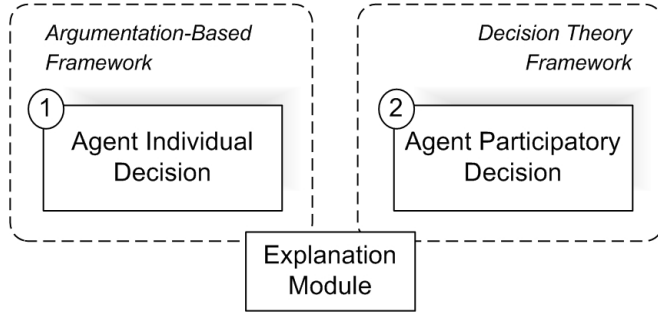 Argumentation-Based
Framework
1
Agent Individual
Decision
Decision Theory
Framework
2
Agent Participatory
Decision
Explanation
Module